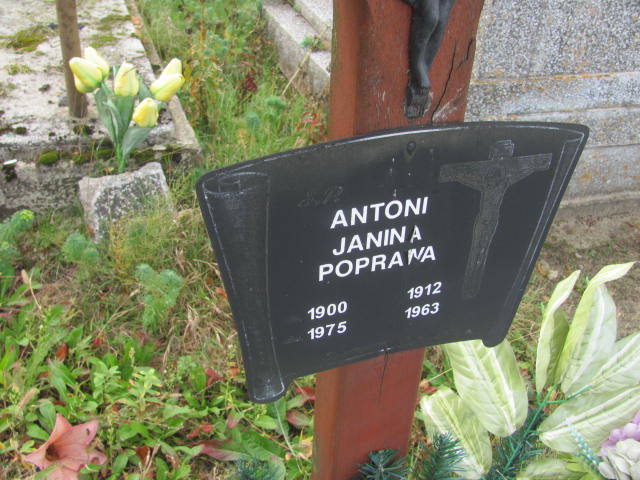 Ś.P.
ANTONI
JANINA
POPRAWA
1900 1912
1975 1963